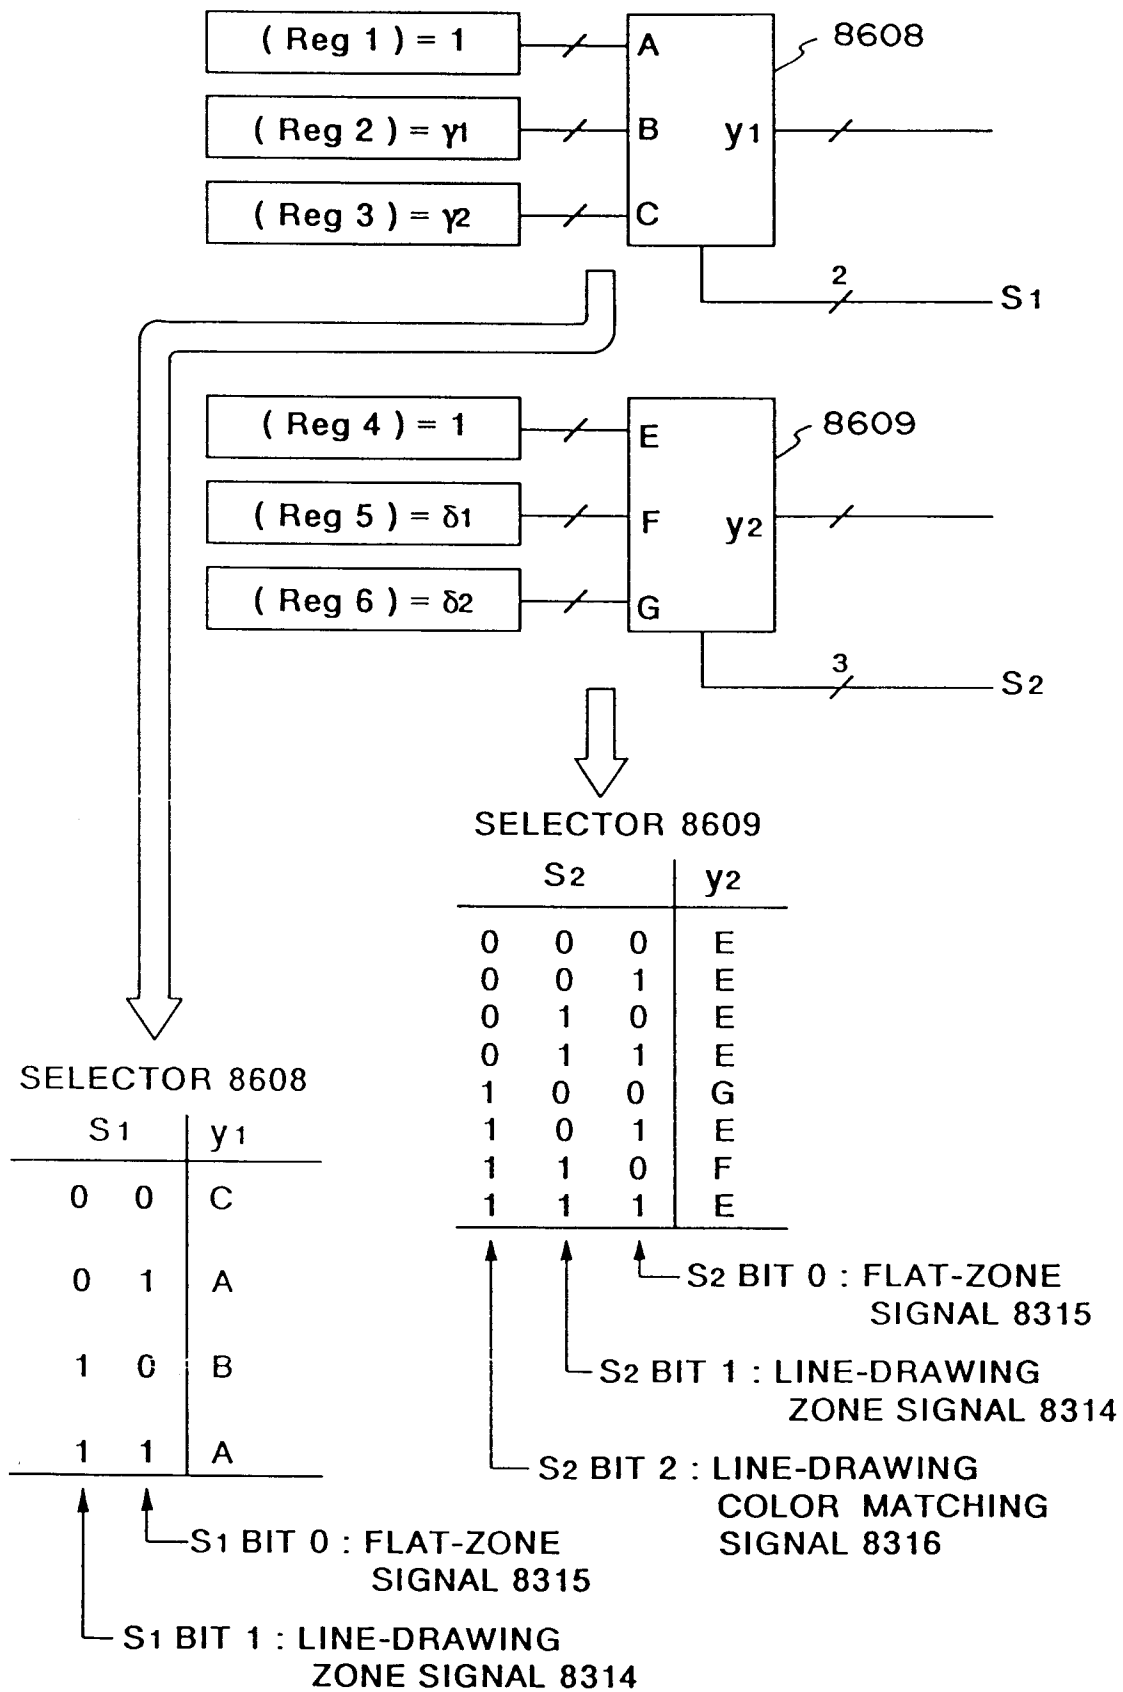 ( Reg 1 ) = 1
A
8608
( Reg 2 ) = γ1
B
y1
( Reg 3 ) = γ2
C
2
S1
( Reg 4 ) = 1
E
8609
( Reg 5 ) = δ1
F
y2
( Reg 6 ) = δ2
G
3
S2
SELECTOR 8609
S2 y2
0 0 0 E
0 0 1 E
0 1 0 E
0 1 1 E
1 0 0 G
1 0 1 E
1 1 0 F
1 1 1 E
S2 BIT 0 : FLAT-ZONE
SIGNAL 8315
S2 BIT 1 : LINE-DRAWING
ZONE SIGNAL 8314
S2 BIT 2 : LINE-DRAWING
COLOR MATCHING
SIGNAL 8316
SELECTOR 8608
S1 y1
0 0 C
0 1 A
1 0 B
1 1 A
S1 BIT 0 : FLAT-ZONE
SIGNAL 8315
S1 BIT 1 : LINE-DRAWING
ZONE SIGNAL 8314